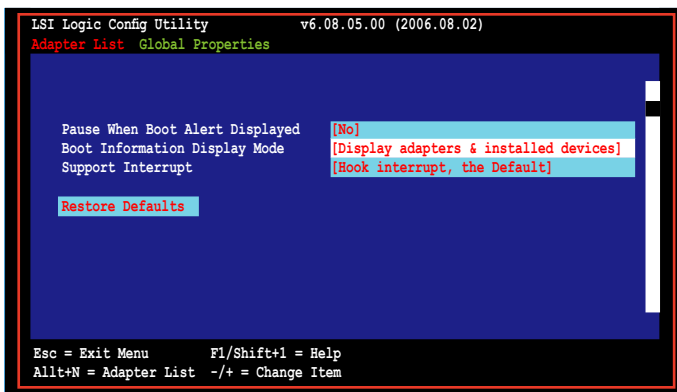 LSI Logic Config Utility v6.08.05.00 (2006.08.02)
Adapter List Global Properties
Pause When Boot Alert Displayed [No]
Boot Information Display Mode [Display adapters & installed devices]
Support Interrupt [Hook interrupt, the Default]
Restore Defaults
Esc = Exit Menu F1/Shift+1 = Help
Allt+N = Adapter List -/+ = Change Item